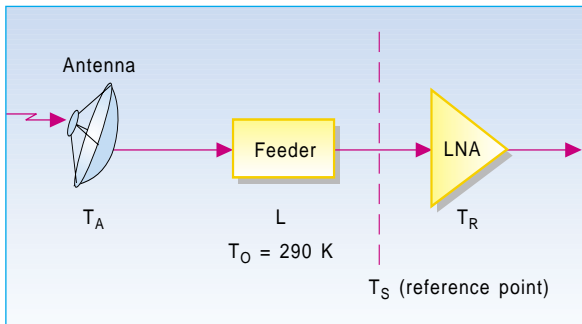 Antenna
Feeder
LNA
T_A
L
T_R
T_O = 290 K
T_S (reference point)